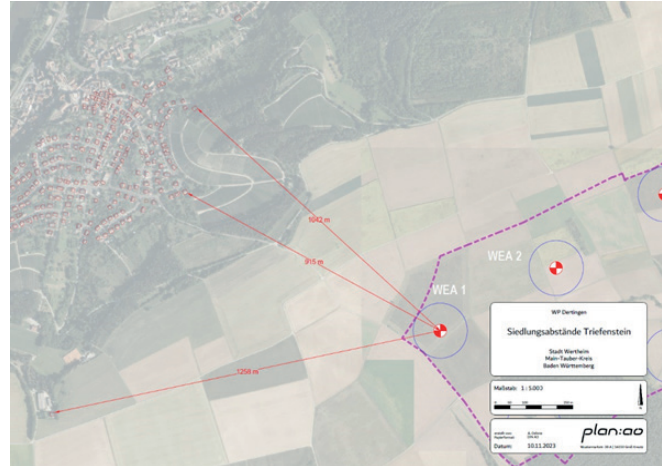 1042 m
915 m
1258 m
WEA 1
WEA 2
WP Dertingen
Siedlungsabstände Triefenstein
Stadt Wertheim
Main-Tauber-Kreis
Baden Württemberg
Maßstab: 1 : 5.000
Datum: 10.11.2023
plan:ao